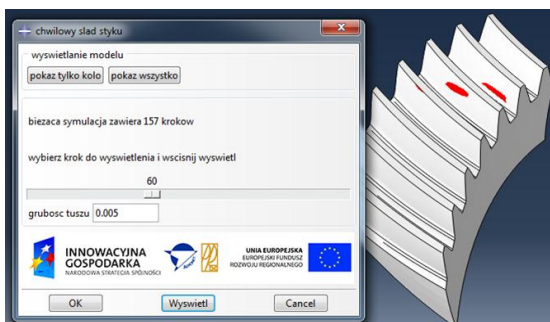 chwilowy slad styku
wyswietlanie modelu
pokaz tylko kolo pokaz wszystko
biezaca symulacja zawiera 157 krokow
wybierz krok do wyswietlenia i wscisnij wyswietl
60
grubosc tuszu 0.005
INNOWACYJNA
GOSPODARKA
NARODOWA STRATEGIA SPÓJNOŚCI
UNIA EUROPEJSKA
EUROPEJSKI FUNDUSZ
ROZWOJU REGIONALNEGO
OK Wyswietl Cancel